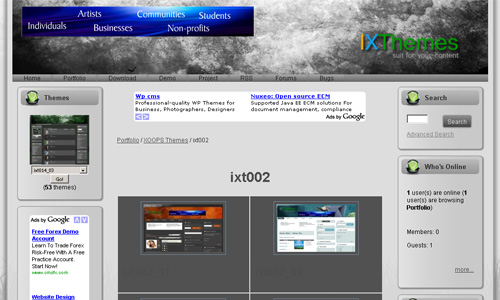 Artists Communities Students
Individuals Businesses Non-profits
IXThemes
suit for your content
Home Portfolio Download Demo Project RSS Forums Bugs
Themes
(53 themes)
Go!
Ads by Google
Free Forex Demo
Account
Learn To Trade Forex
Risk-Free With A Free
Practice Account.
Start Now!
Website Design
Wp cms
Professional-quality WP Themes for
Business, Photographers, Designers
Nuxeo: Open source ECM
Supported Java EE ECM solutions For
document management, compliance
Ads by Google
Portfolio / XOOPS Themes / ixt002
ixt002
Search
Search
Advanced Search
Who's Online
1 user(s) are online (1
user(s) are browsing
Portfolio)
Members: 0
Guests: 1
more...